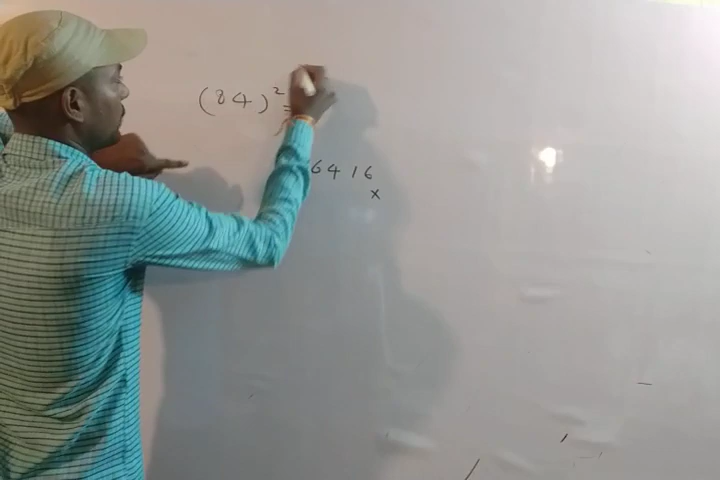 (84)² =
6416
x